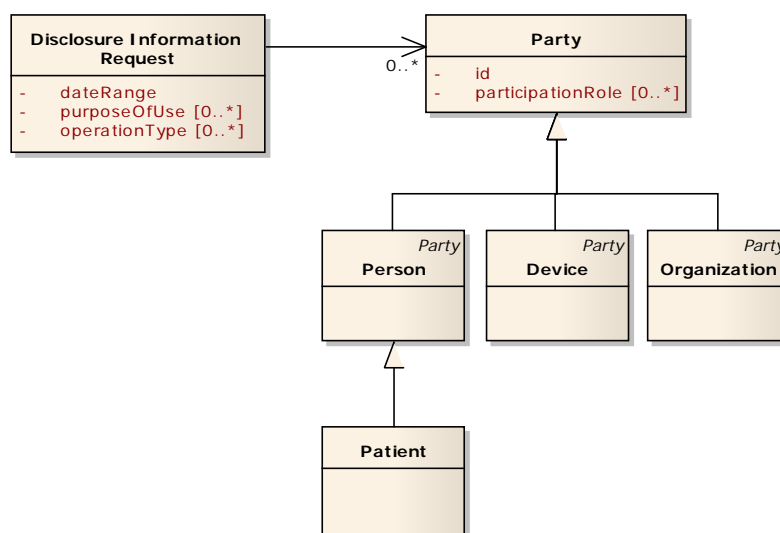 Disclosure Information
Request
- dateRange
- purposeOfUse [0..*]
- operationType [0..*]
0..*
Party
- id
- participationRole [0..*]
Party
Person
Party
Device
Party
Organization
Patient